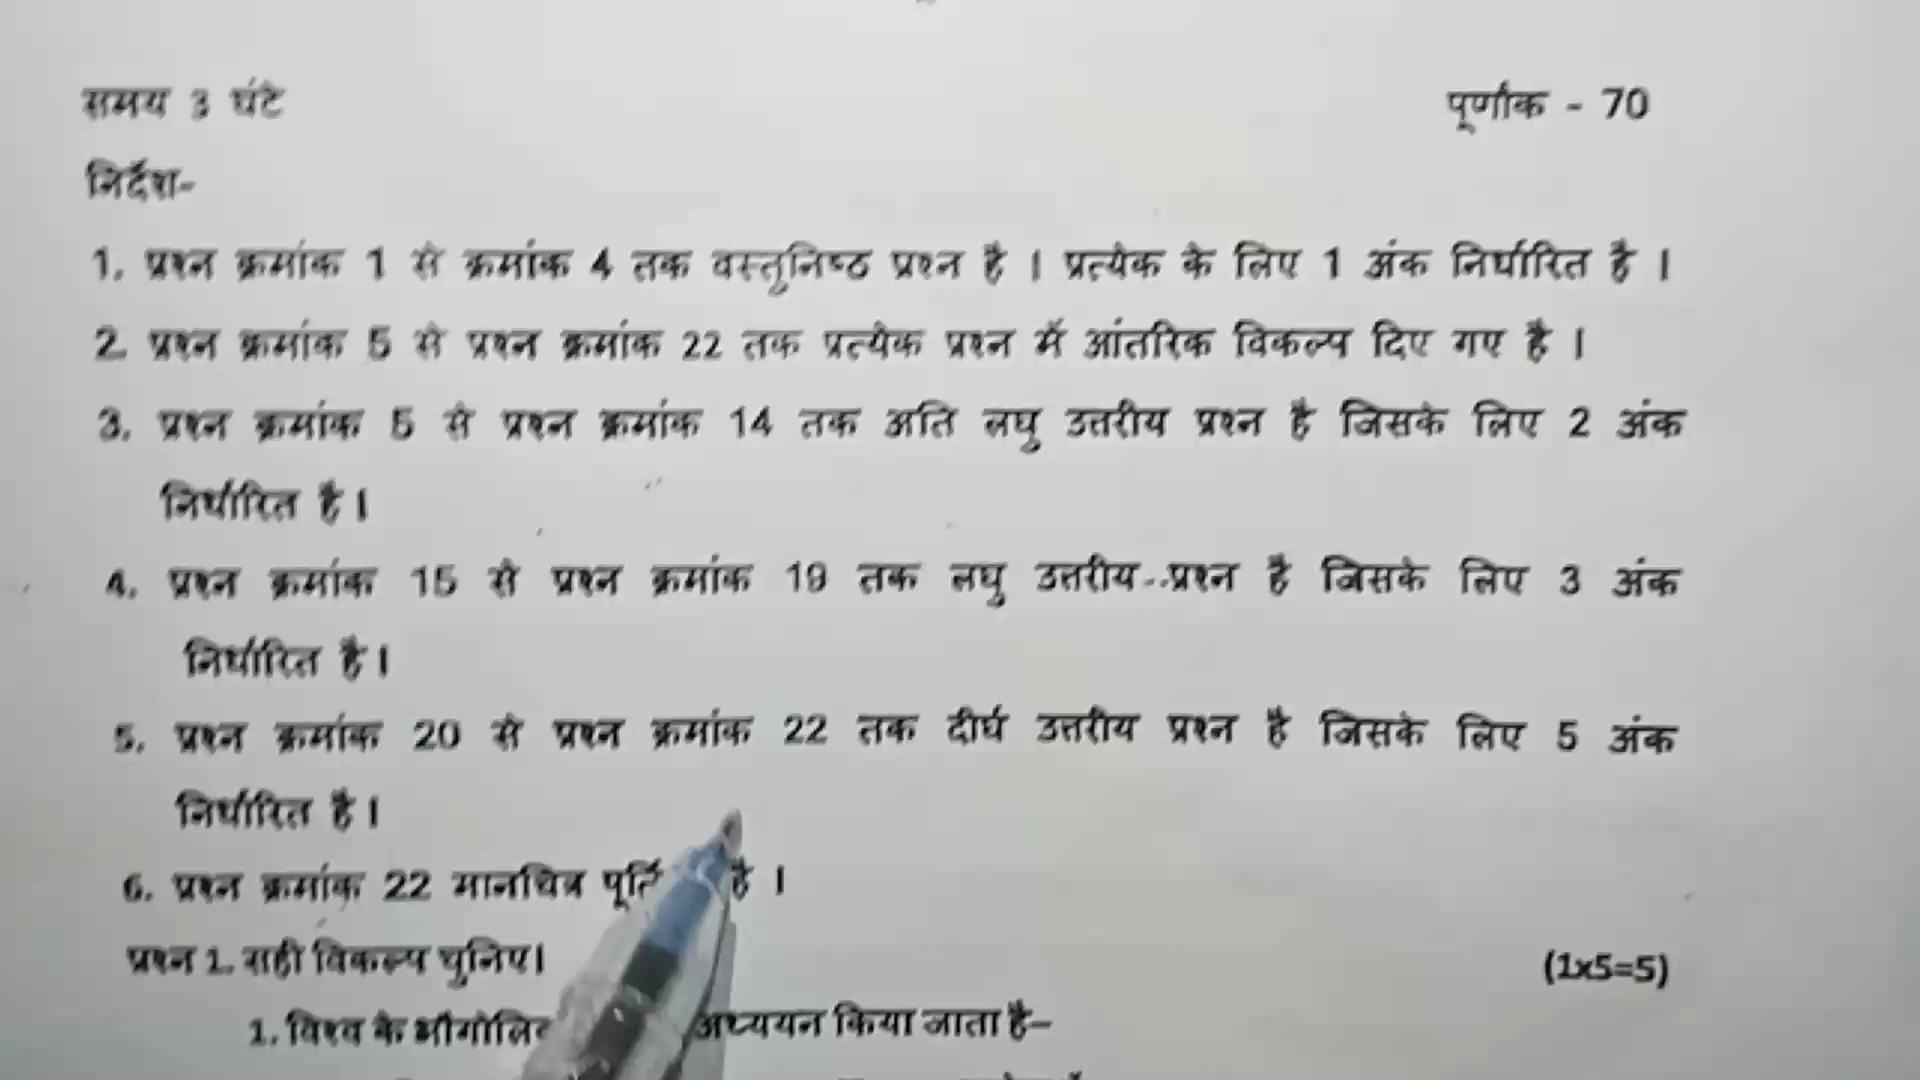 समय 3 घंटे
पूर्णांक - 70
निर्देश-
1. प्रश्न क्रमांक 1 से क्रमांक 4 तक वस्तुनिष्ठ प्रश्न है । प्रत्येक के लिए 1 अंक निर्धारित है ।
2. प्रश्न क्रमांक 5 से प्रश्न क्रमांक 22 तक प्रत्येक प्रश्न में आंतरिक विकल्प दिए गए है ।
3. प्रश्न क्रमांक 5 से प्रश्न क्रमांक 14 तक अति लघु उत्तरीय प्रश्न है जिसके लिए 2 अंक
निर्धारित है ।
4. प्रश्न क्रमांक 15 से प्रश्न क्रमांक 19 तक लघु उत्तरीय प्रश्न है जिसके लिए 3 अंक
निर्धारित है ।
5. प्रश्न क्रमांक 20 से प्रश्न क्रमांक 22 तक दीर्घ उत्तरीय प्रश्न है जिसके लिए 5 अंक
निर्धारित है ।
6. प्रश्न क्रमांक 22 मानचित्र पूर्ति है ।
प्रश्न 1. सही विकल्प चुनिए।
(1x5=5)
1. विश्व के अध्ययन किया जाता है-